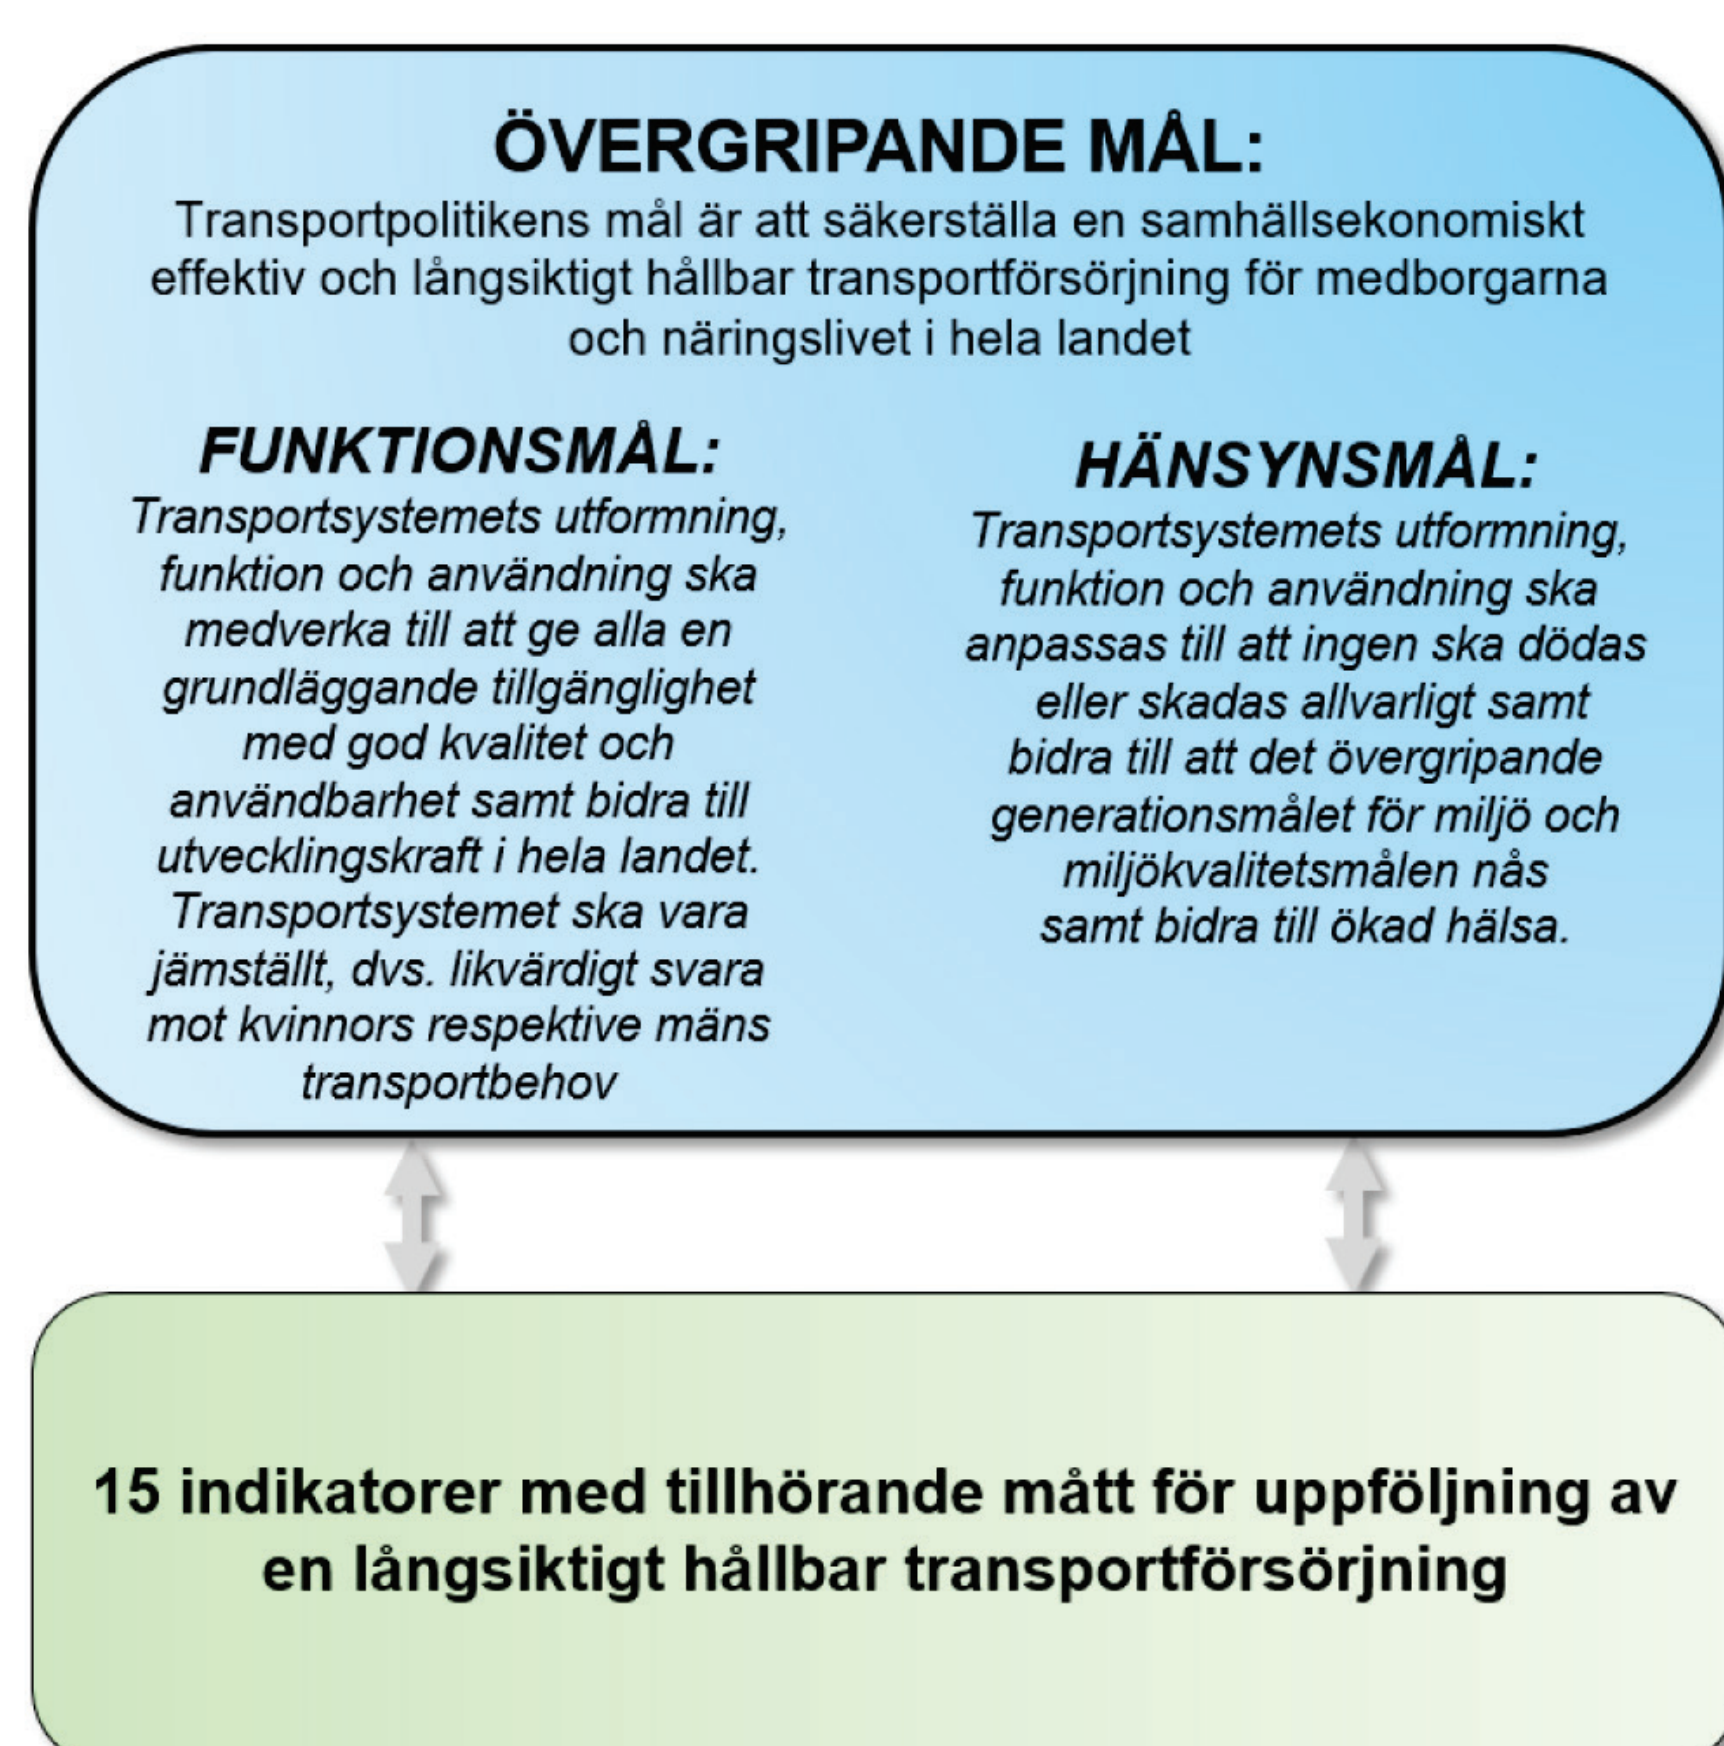 ÖVERGRIPANDE MÅL:
Transportpolitikens mål är att säkerställa en samhällsekonomiskt
effektiv och långsiktigt hållbar transportförsörjning för medborgarna
och näringslivet i hela landet
FUNKTIONSMÅL:
Transportsystemets utformning,
funktion och användning ska
medverka till att ge alla en
grundläggande tillgänglighet
med god kvalitet och
användbarhet samt bidra till
utvecklingskraft i hela landet.
Transportsystemet ska vara
jämställt, dvs. likvärdigt svara
mot kvinnors respektive mäns
transportbehov
HÄNSYNSMÅL:
Transportsystemets utformning,
funktion och användning ska
anpassas till att ingen ska dödas
eller skadas allvarligt samt
bidra till att det övergripande
generationsmålet för miljö och
miljökvalitetsmålen nås
samt bidra till ökad hälsa.
15 indikatorer med tillhörande mått för uppföljning av
en långsiktigt hållbar transportförsörjning